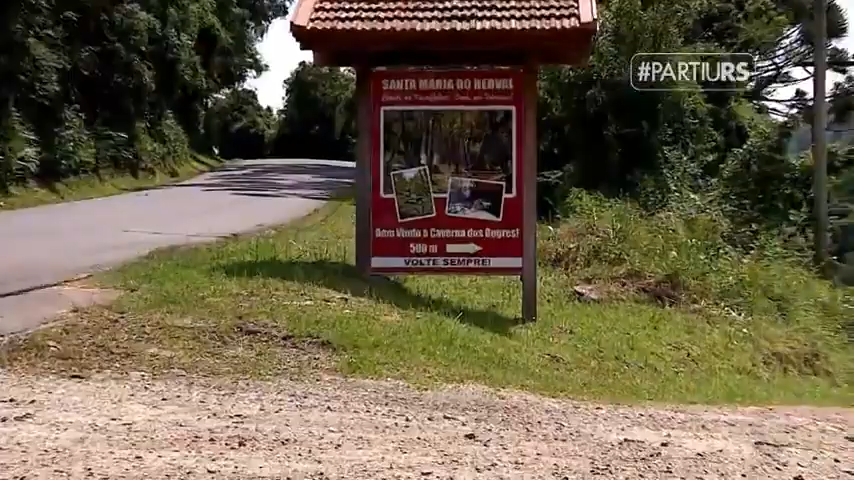 #PARTIURS
SANTA MARIA DO HERVAL
Bem Vindo a Caverna dos Bugres!
500 m
VOLTE SEMPRE!